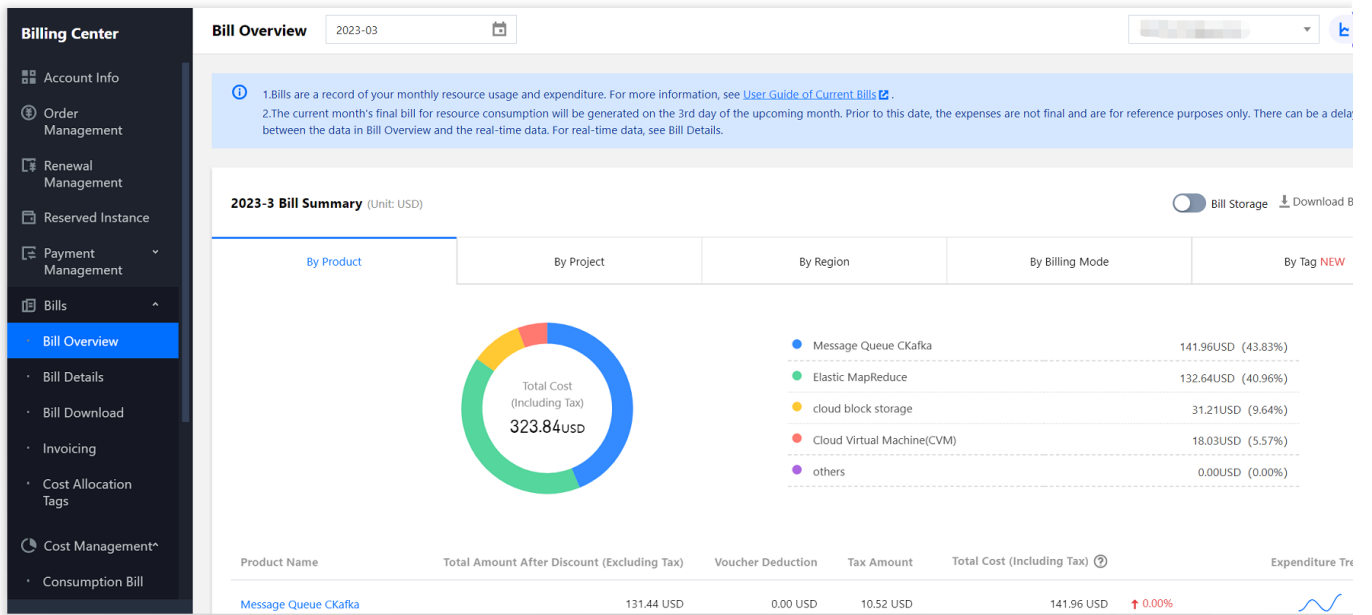 Billing Center
Account Info
Order
Management
Renewal
Management
Reserved Instance
Payment
Management
Bills
Bill Overview
Bill Details
Bill Download
Invoicing
Cost Allocation
Tags
Cost Management
Consumption Bill
Bill Overview
2023-03
1.Bills are a record of your monthly resource usage and expenditure. For more information, see User Guide of Current Bills .
2.The current month's final bill for resource consumption will be generated on the 3rd day of the upcoming month. Prior to this date, the expenses are not final and are for reference purposes only. There can be a delay
between the data in Bill Overview and the real-time data. For real-time data, see Bill Details.
2023-3 Bill Summary (Unit: USD)
Bill Storage
Download B
By Product
By Project
By Region
By Billing Mode
By Tag NEW
Total Cost
(Including Tax)
323.84USD
Message Queue CKafka 141.96USD (43.83%)
Elastic MapReduce 132.64USD (40.96%)
cloud block storage 31.21USD (9.64%)
Cloud Virtual Machine(CVM) 18.03USD (5.57%)
others 0.00USD (0.00%)
Product Name Total Amount After Discount (Excluding Tax) Voucher Deduction Tax Amount Total Cost (Including Tax) ? Expenditure Tre
Message Queue CKafka 131.44 USD 0.00 USD 10.52 USD 141.96 USD ↑ 0.00%